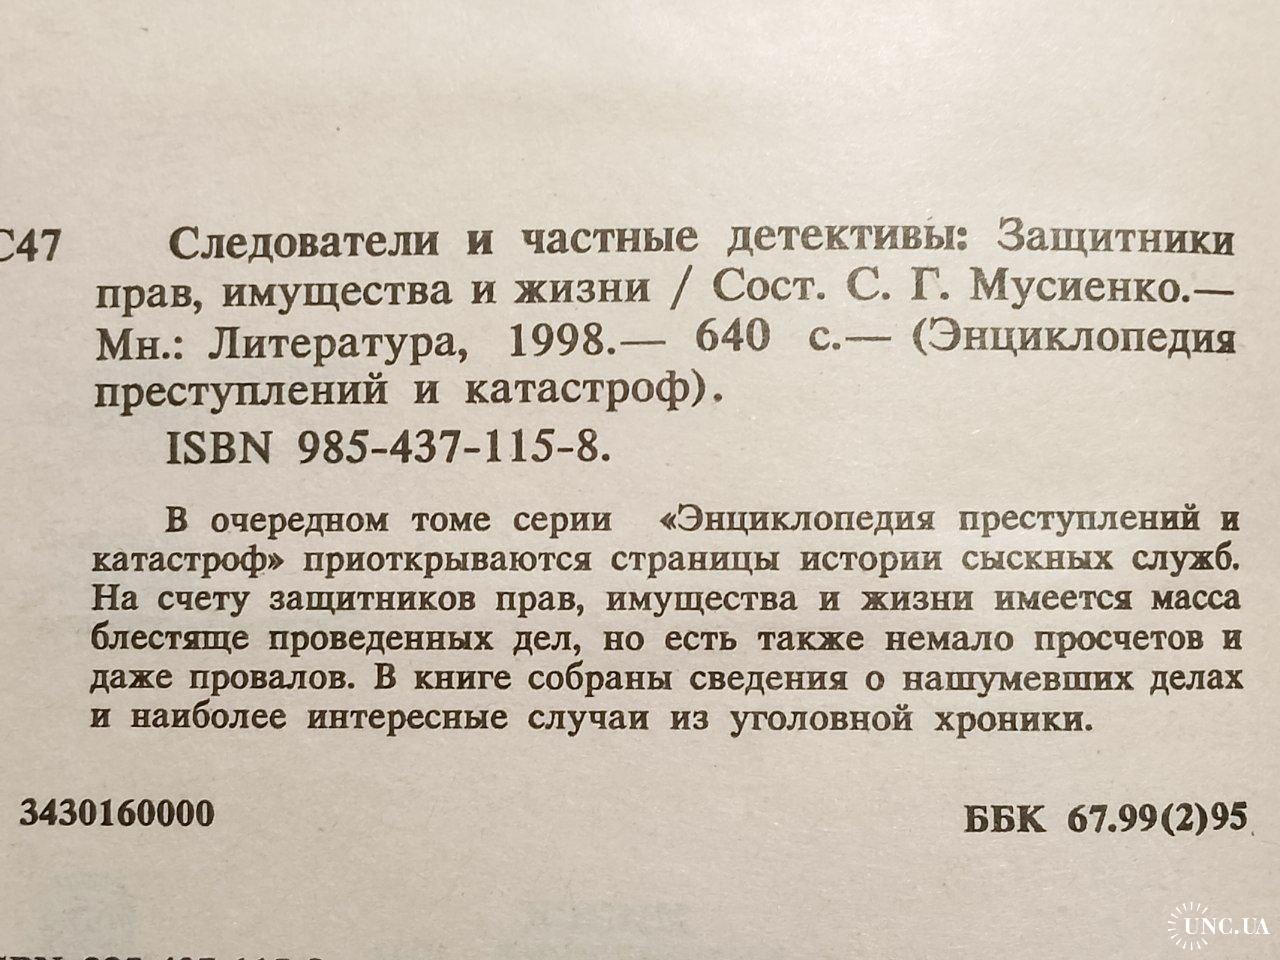 С47 Следователи и частные детективы: Защитники
прав, имущества и жизни / Сост. С. Г. Мусиенко.—
Мн.: Литература, 1998.— 640 с.— (Энциклопедия
преступлений и катастроф).
ISBN 985-437-115-8.
В очередном томе серии «Энциклопедия преступлений и
катастроф» приоткрываются страницы истории сыскных служб.
На счету защитников прав, имущества и жизни имеется масса
блестяще проведенных дел, но есть также немало просчетов и
даже провалов. В книге собраны сведения о нашумевших делах
и наиболее интересные случаи из уголовной хроники.
3430160000 ББК 67.99(2)95
UNC.UA